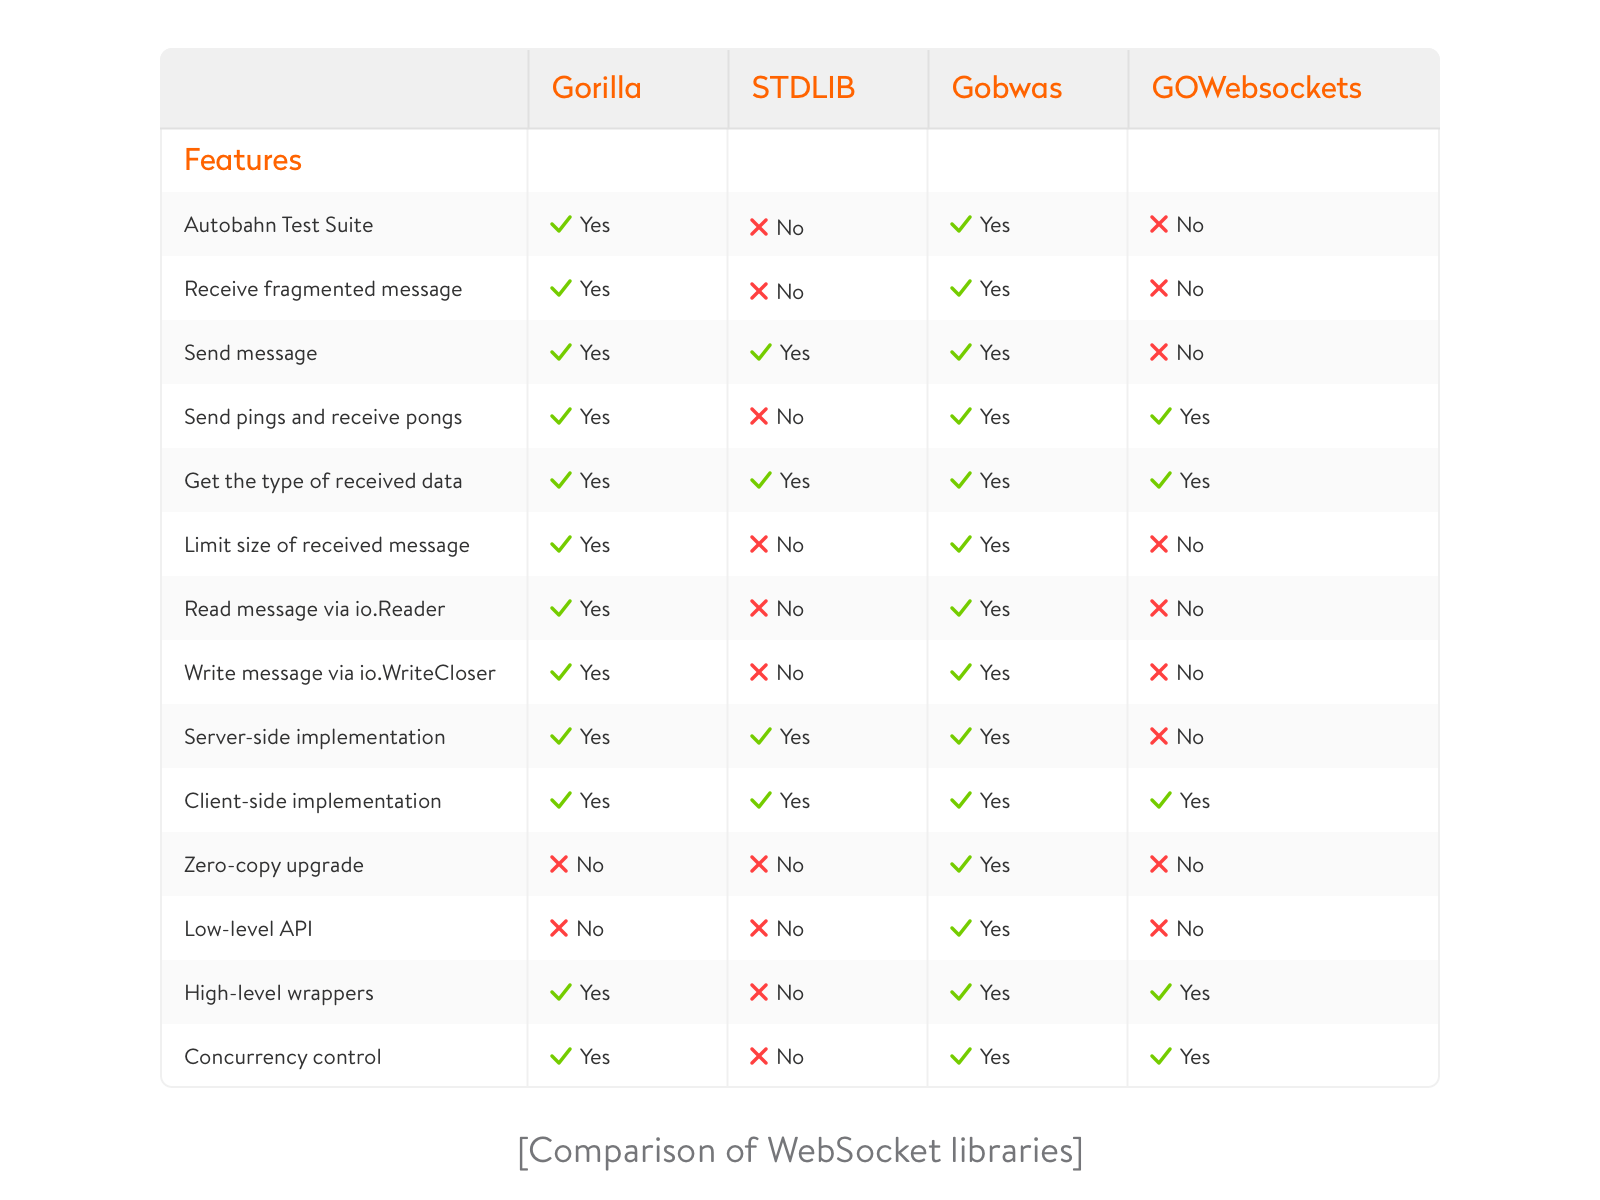 Gorilla STDLIB Gobwas GOWebsockets
Features
Autobahn Test Suite Yes No Yes No
Receive fragmented message Yes No Yes No
Send message Yes Yes Yes No
Send pings and receive pongs Yes No Yes Yes
Get the type of received data Yes Yes Yes Yes
Limit size of received message Yes No Yes No
Read message via io.Reader Yes No Yes No
Write message via io.WriteCloser Yes No Yes No
Server-side implementation Yes Yes Yes No
Client-side implementation Yes Yes Yes Yes
Zero-copy upgrade No No Yes No
Low-level API No No Yes No
High-level wrappers Yes No Yes Yes
Concurrency control Yes No Yes Yes
[Comparison of WebSocket libraries]